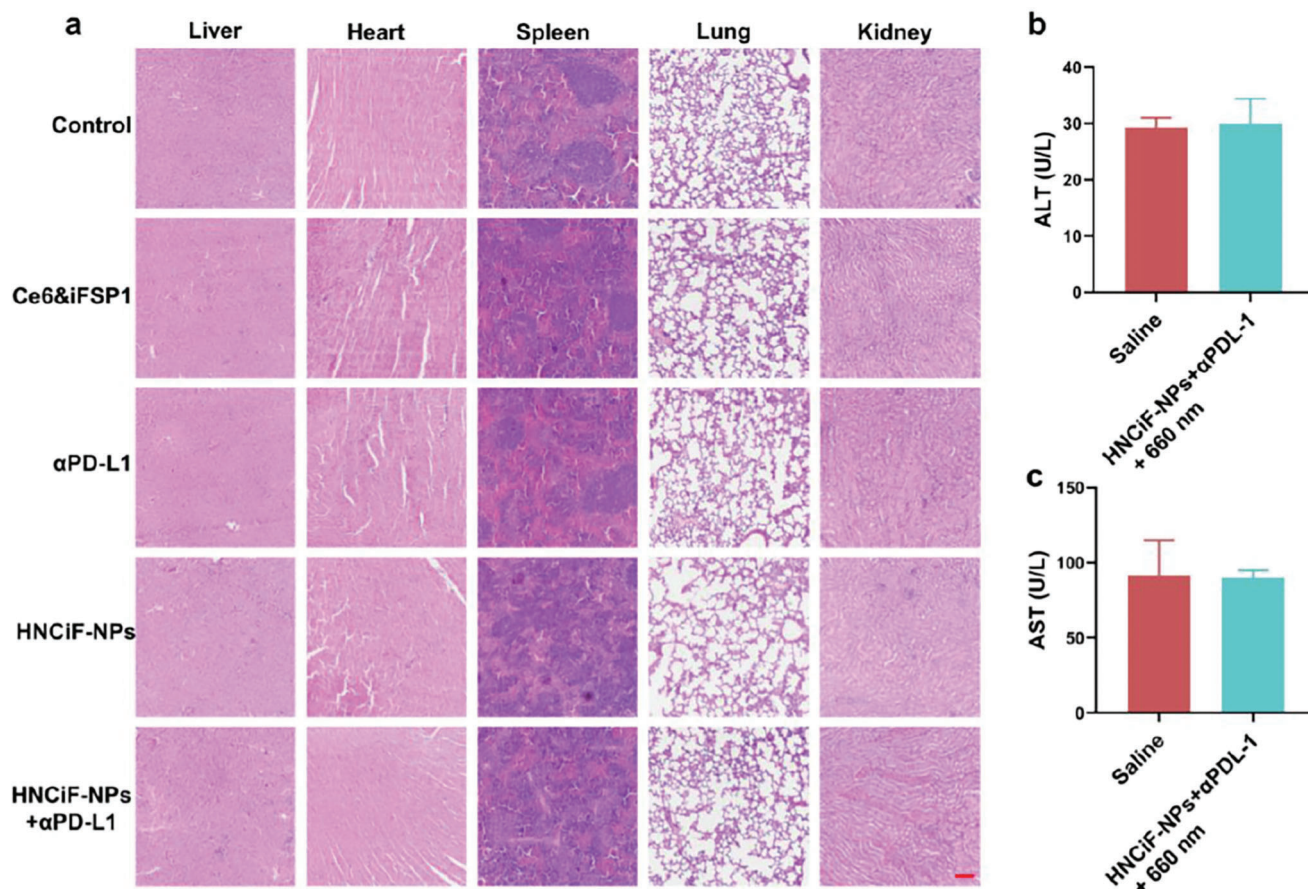 a
Liver Heart Spleen Lung Kidney
Control
Ce6&iFSP1
αPD-L1
HNCiF-NPs
HNCiF-NPs
+αPD-L1
b
ALT (U/L)
40
30
20
10
0
Saline
HNCiF-NPs+αPDL-1
+ 660 nm
c
AST (U/L)
150
100
50
0
Saline
HNCiF-NPs+αPDL-1
+ 660 nm